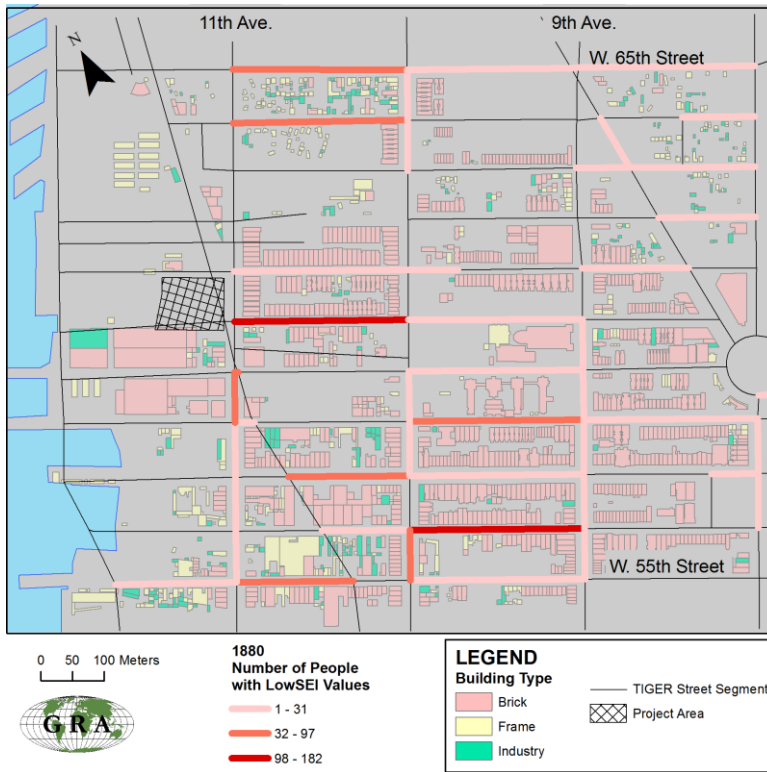 11th Ave.
9th Ave.
N
W. 65th Street
W. 55th Street
0 50 100 Meters
GRA
1880
Number of People
with LowSEI Values
1 - 31
32 - 97
98 - 182
LEGEND
Building Type
Brick
Frame
Industry
TIGER Street Segment
Project Area